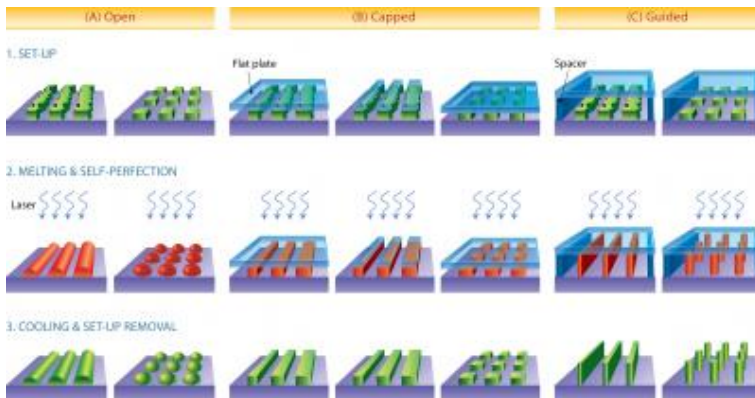 (A) Open
(B) Capped
(C) Guided
1. SET-UP
Flat plate
Spacer
2. MELTING & SELF-PERFECTION
Laser
3. COOLING & SET-UP REMOVAL